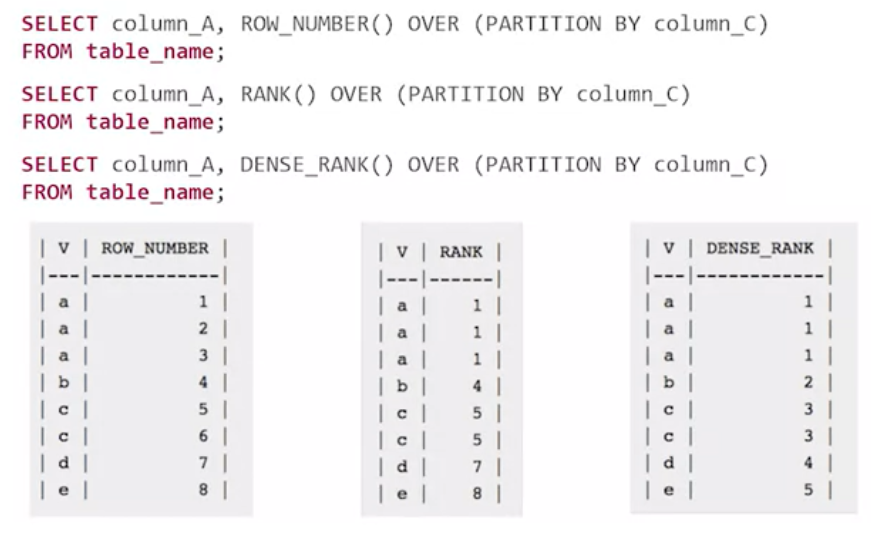 SELECT column_A, ROW_NUMBER() OVER (PARTITION BY column_C)
FROM table_name;
SELECT column_A, RANK() OVER (PARTITION BY column_C)
FROM table_name;
SELECT column_A, DENSE_RANK() OVER (PARTITION BY column_C)
FROM table_name;
| V | ROW_NUMBER |
|---|------------|
| a | 1 |
| a | 2 |
| a | 3 |
| b | 4 |
| c | 5 |
| c | 6 |
| d | 7 |
| e | 8 |
| V | RANK |
|---|------|
| a | 1 |
| a | 1 |
| a | 1 |
| b | 4 |
| c | 5 |
| c | 5 |
| d | 7 |
| e | 8 |
| V | DENSE_RANK |
|---|------------|
| a | 1 |
| a | 1 |
| a | 1 |
| b | 2 |
| c | 3 |
| c | 3 |
| d | 4 |
| e | 5 |